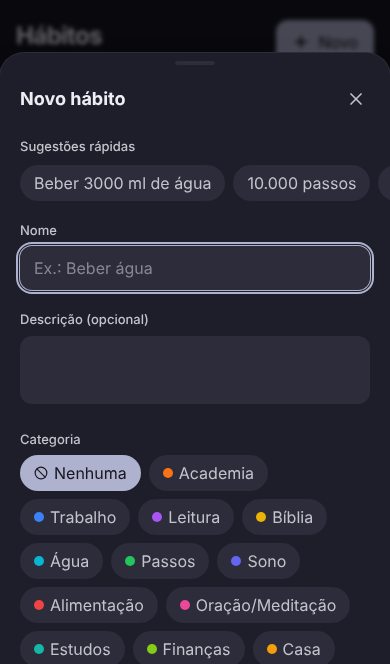 Hábitos
+ Novo
Novo hábito
Sugestões rápidas
Beber 3000 ml de água 10.000 passos
Nome
Ex.: Beber água
Descrição (opcional)
Categoria
Nenhuma Academia
Trabalho Leitura Bíblia
Água Passos Sono
Alimentação Oração/Meditação
Estudos Finanças Casa